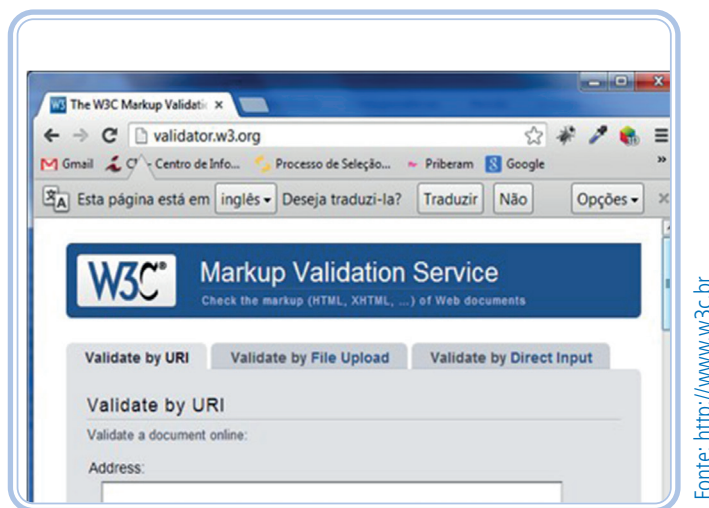 The W3C Markup Validati
validator.w3.org
Gmail
- Centro de Info...
Processo de Seleção...
Priberam
Google
»
Esta página está em inglês Deseja traduzi-la? Traduzir Não Opções
W3C® Markup Validation Service
Check the markup (HTML, XHTML, ...) of Web documents
Validate by URI Validate by File Upload Validate by Direct Input
Validate by URI
Validate a document online:
Address:
Fonte: http://www.w3c.br